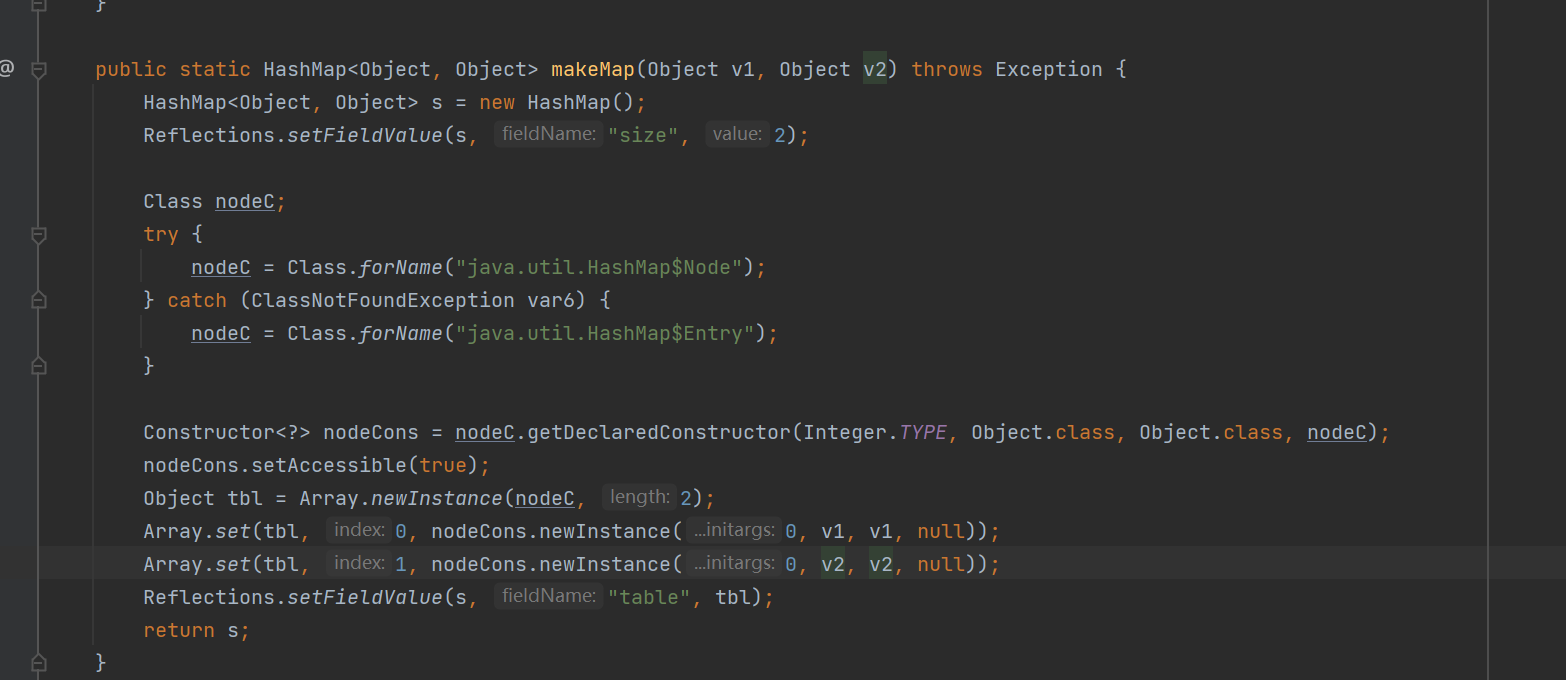 }
@ public static HashMap<Object, Object> makeMap(Object v1, Object v2) throws Exception {
HashMap<Object, Object> s = new HashMap();
Reflections.setFieldValue(s, fieldName: "size", value: 2);
Class nodeC;
try {
nodeC = Class.forName("java.util.HashMap$Node");
} catch (ClassNotFoundException var6) {
nodeC = Class.forName("java.util.HashMap$Entry");
}
Constructor<?> nodeCons = nodeC.getDeclaredConstructor(Integer.TYPE, Object.class, Object.class, nodeC);
nodeCons.setAccessible(true);
Object tbl = Array.newInstance(nodeC, length: 2);
Array.set(tbl, index: 0, nodeCons.newInstance( ...initargs: 0, v1, v1, null));
Array.set(tbl, index: 1, nodeCons.newInstance( ...initargs: 0, v2, v2, null));
Reflections.setFieldValue(s, fieldName: "table", tbl);
return s;
}